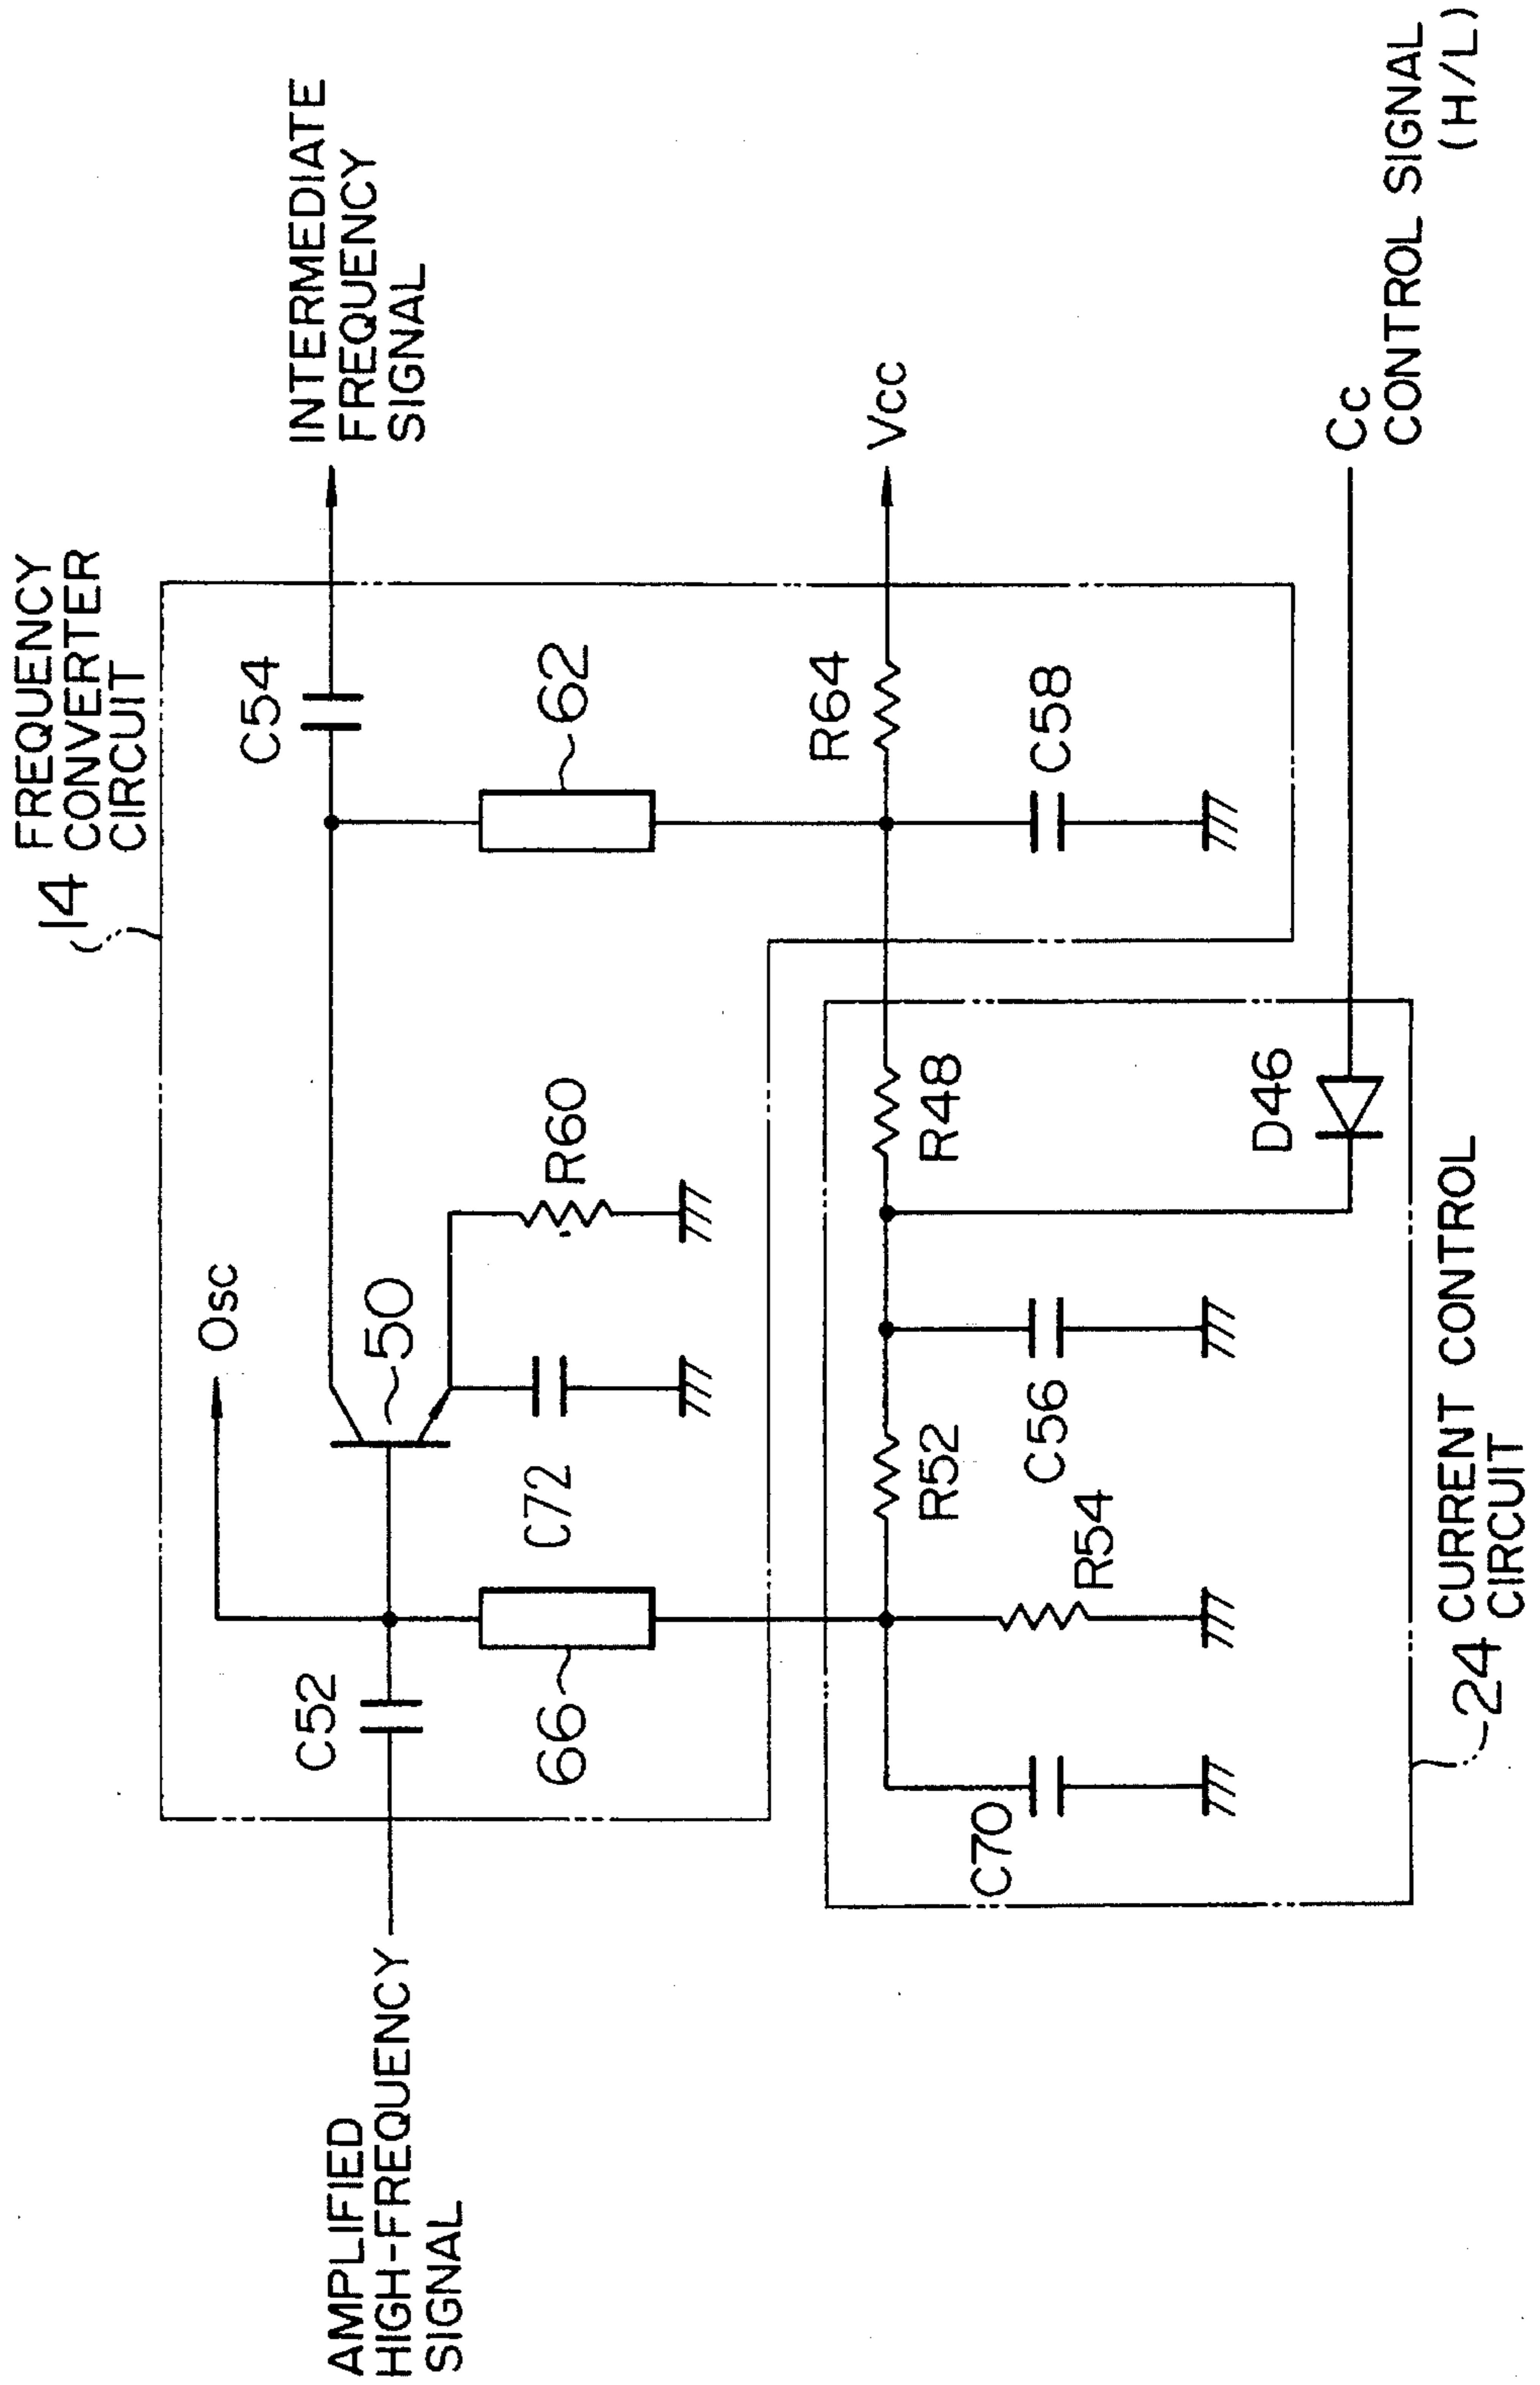 14 FREQUENCY
CONVERTER
CIRCUIT
C54
INTERMEDIATE
FREQUENCY
SIGNAL
Osc
50
C52
AMPLIFIED
HIGH-FREQUENCY
SIGNAL
66
C72
R60
62
R64
Vcc
C58
R48
R52
C56
R54
C70
D46
Cc
CONTROL SIGNAL
(H/L)
24 CURRENT CONTROL
CIRCUIT